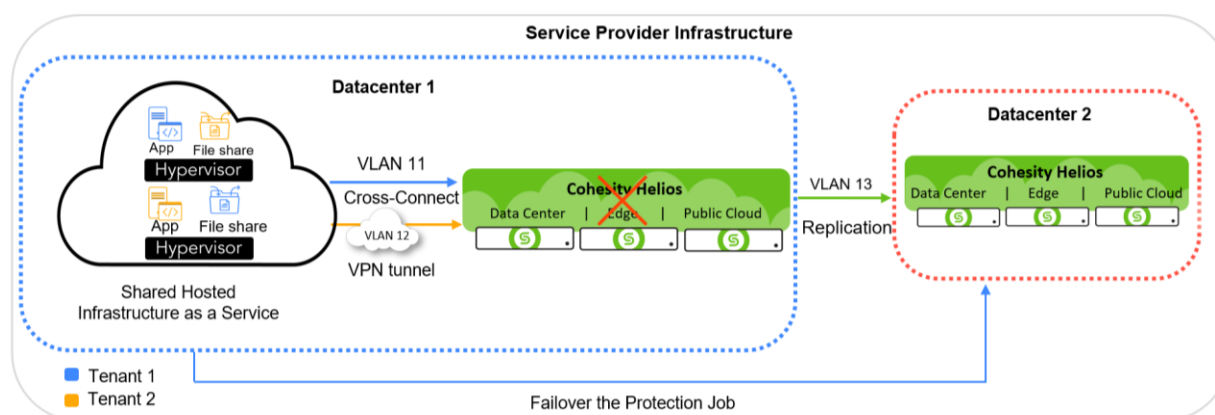 Service Provider Infrastructure
Datacenter 1
App
File share
Hypervisor
App
File share
Hypervisor
Shared Hosted
Infrastructure as a Service
VLAN 11
Cross-Connect
VLAN 12
VPN tunnel
Cohesity Helios
Data Center | Edge | Public Cloud
VLAN 13
Replication
Datacenter 2
Cohesity Helios
Data Center | Edge | Public Cloud
Tenant 1
Tenant 2
Failover the Protection Job